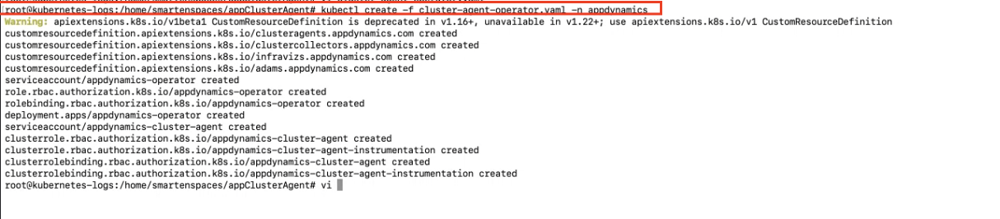 root@kubernetes-logs:/home/smartenspaces/appClusterAgent# kubectl create -f cluster-agent-operator.yaml -n appdynamics
Warning: apiextensions.k8s.io/v1beta1 CustomResourceDefinition is deprecated in v1.16+, unavailable in v1.22+; use apiextensions.k8s.io/v1 CustomResourceDefinition
customresourcedefinition.apiextensions.k8s.io/clusteragents.appdynamics.com created
customresourcedefinition.apiextensions.k8s.io/clustercollectors.appdynamics.com created
customresourcedefinition.apiextensions.k8s.io/infravizs.appdynamics.com created
customresourcedefinition.apiextensions.k8s.io/adams.appdynamics.com created
serviceaccount/appdynamics-operator created
role.rbac.authorization.k8s.io/appdynamics-operator created
rolebinding.rbac.authorization.k8s.io/appdynamics-operator created
deployment.apps/appdynamics-operator created
serviceaccount/appdynamics-cluster-agent created
clusterrole.rbac.authorization.k8s.io/appdynamics-cluster-agent created
clusterrole.rbac.authorization.k8s.io/appdynamics-cluster-agent-instrumentation created
clusterrolebinding.rbac.authorization.k8s.io/appdynamics-cluster-agent created
clusterrolebinding.rbac.authorization.k8s.io/appdynamics-cluster-agent-instrumentation created
root@kubernetes-logs:/home/smartenspaces/appClusterAgent# vi